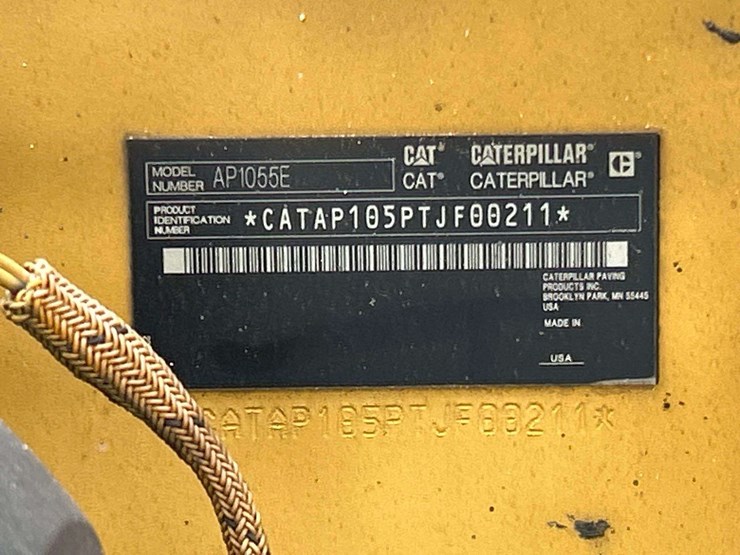 CAT® CATERPILLAR®
MODEL NUMBER AP1055E
CAT® CATERPILLAR®
PRODUCT IDENTIFICATION NUMBER *CATAP105PTJF00211*
CATERPILLAR PAVING
PRODUCTS INC.
BROOKLYN PARK, MN 55445
USA
MADE IN
USA
CATAP105PTJF00211*